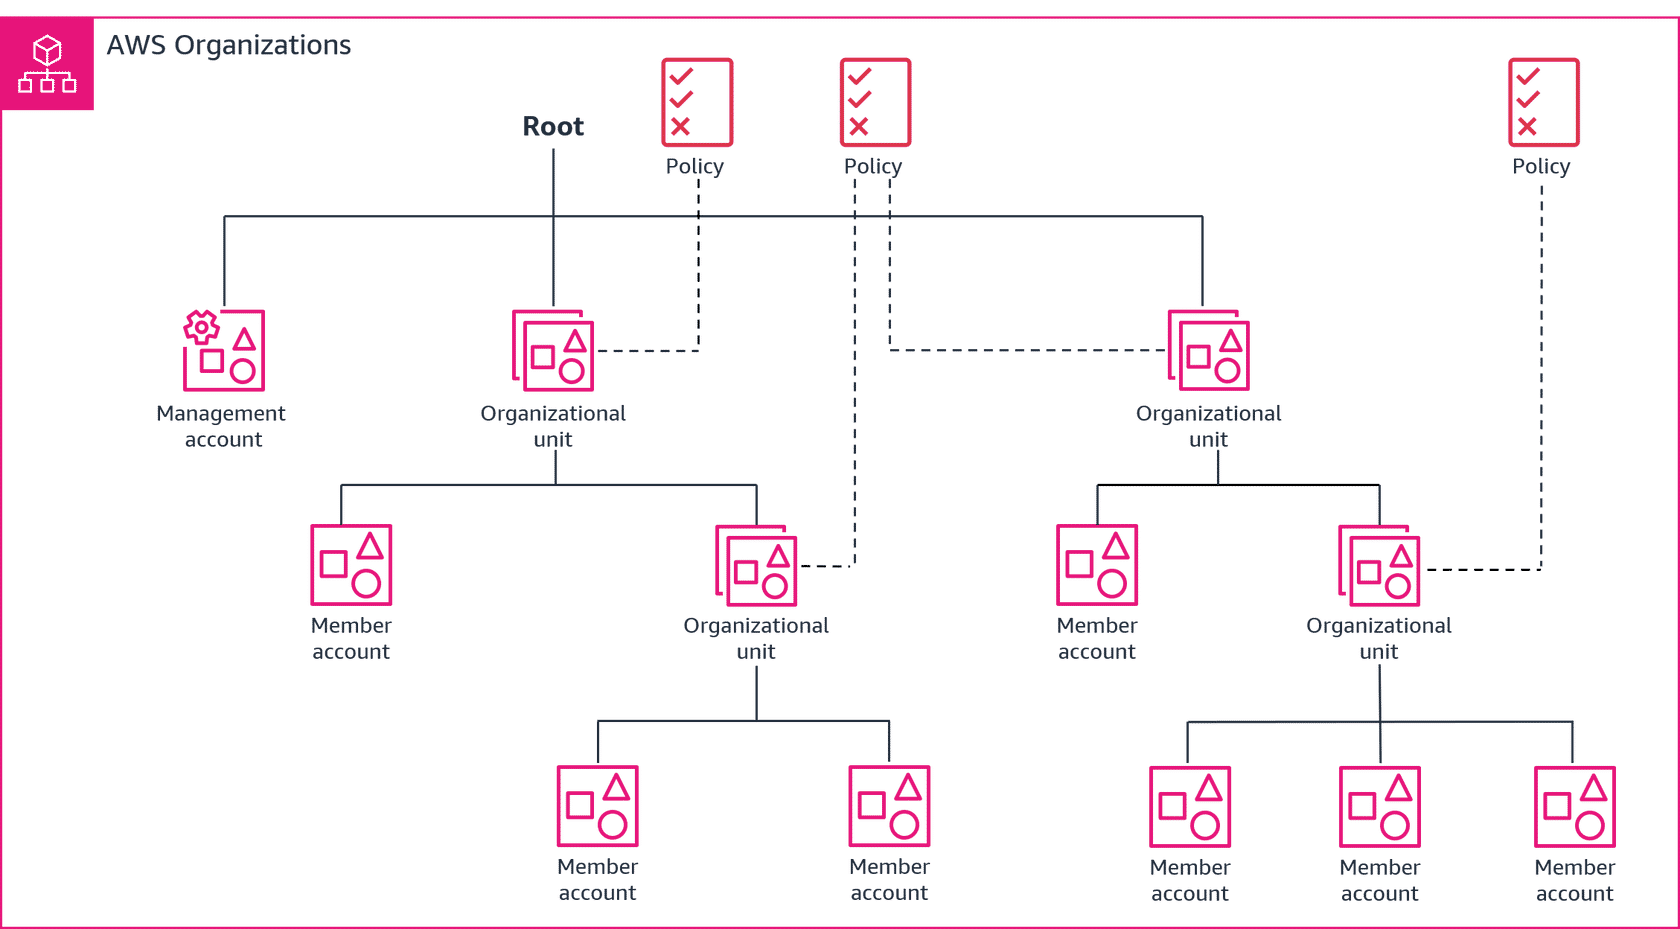 AWS Organizations
Root
Policy
Policy
Policy
Management
account
Organizational
unit
Organizational
unit
Member
account
Organizational
unit
Member
account
Organizational
unit
Member
account
Member
account
Member
account
Member
account
Member
account